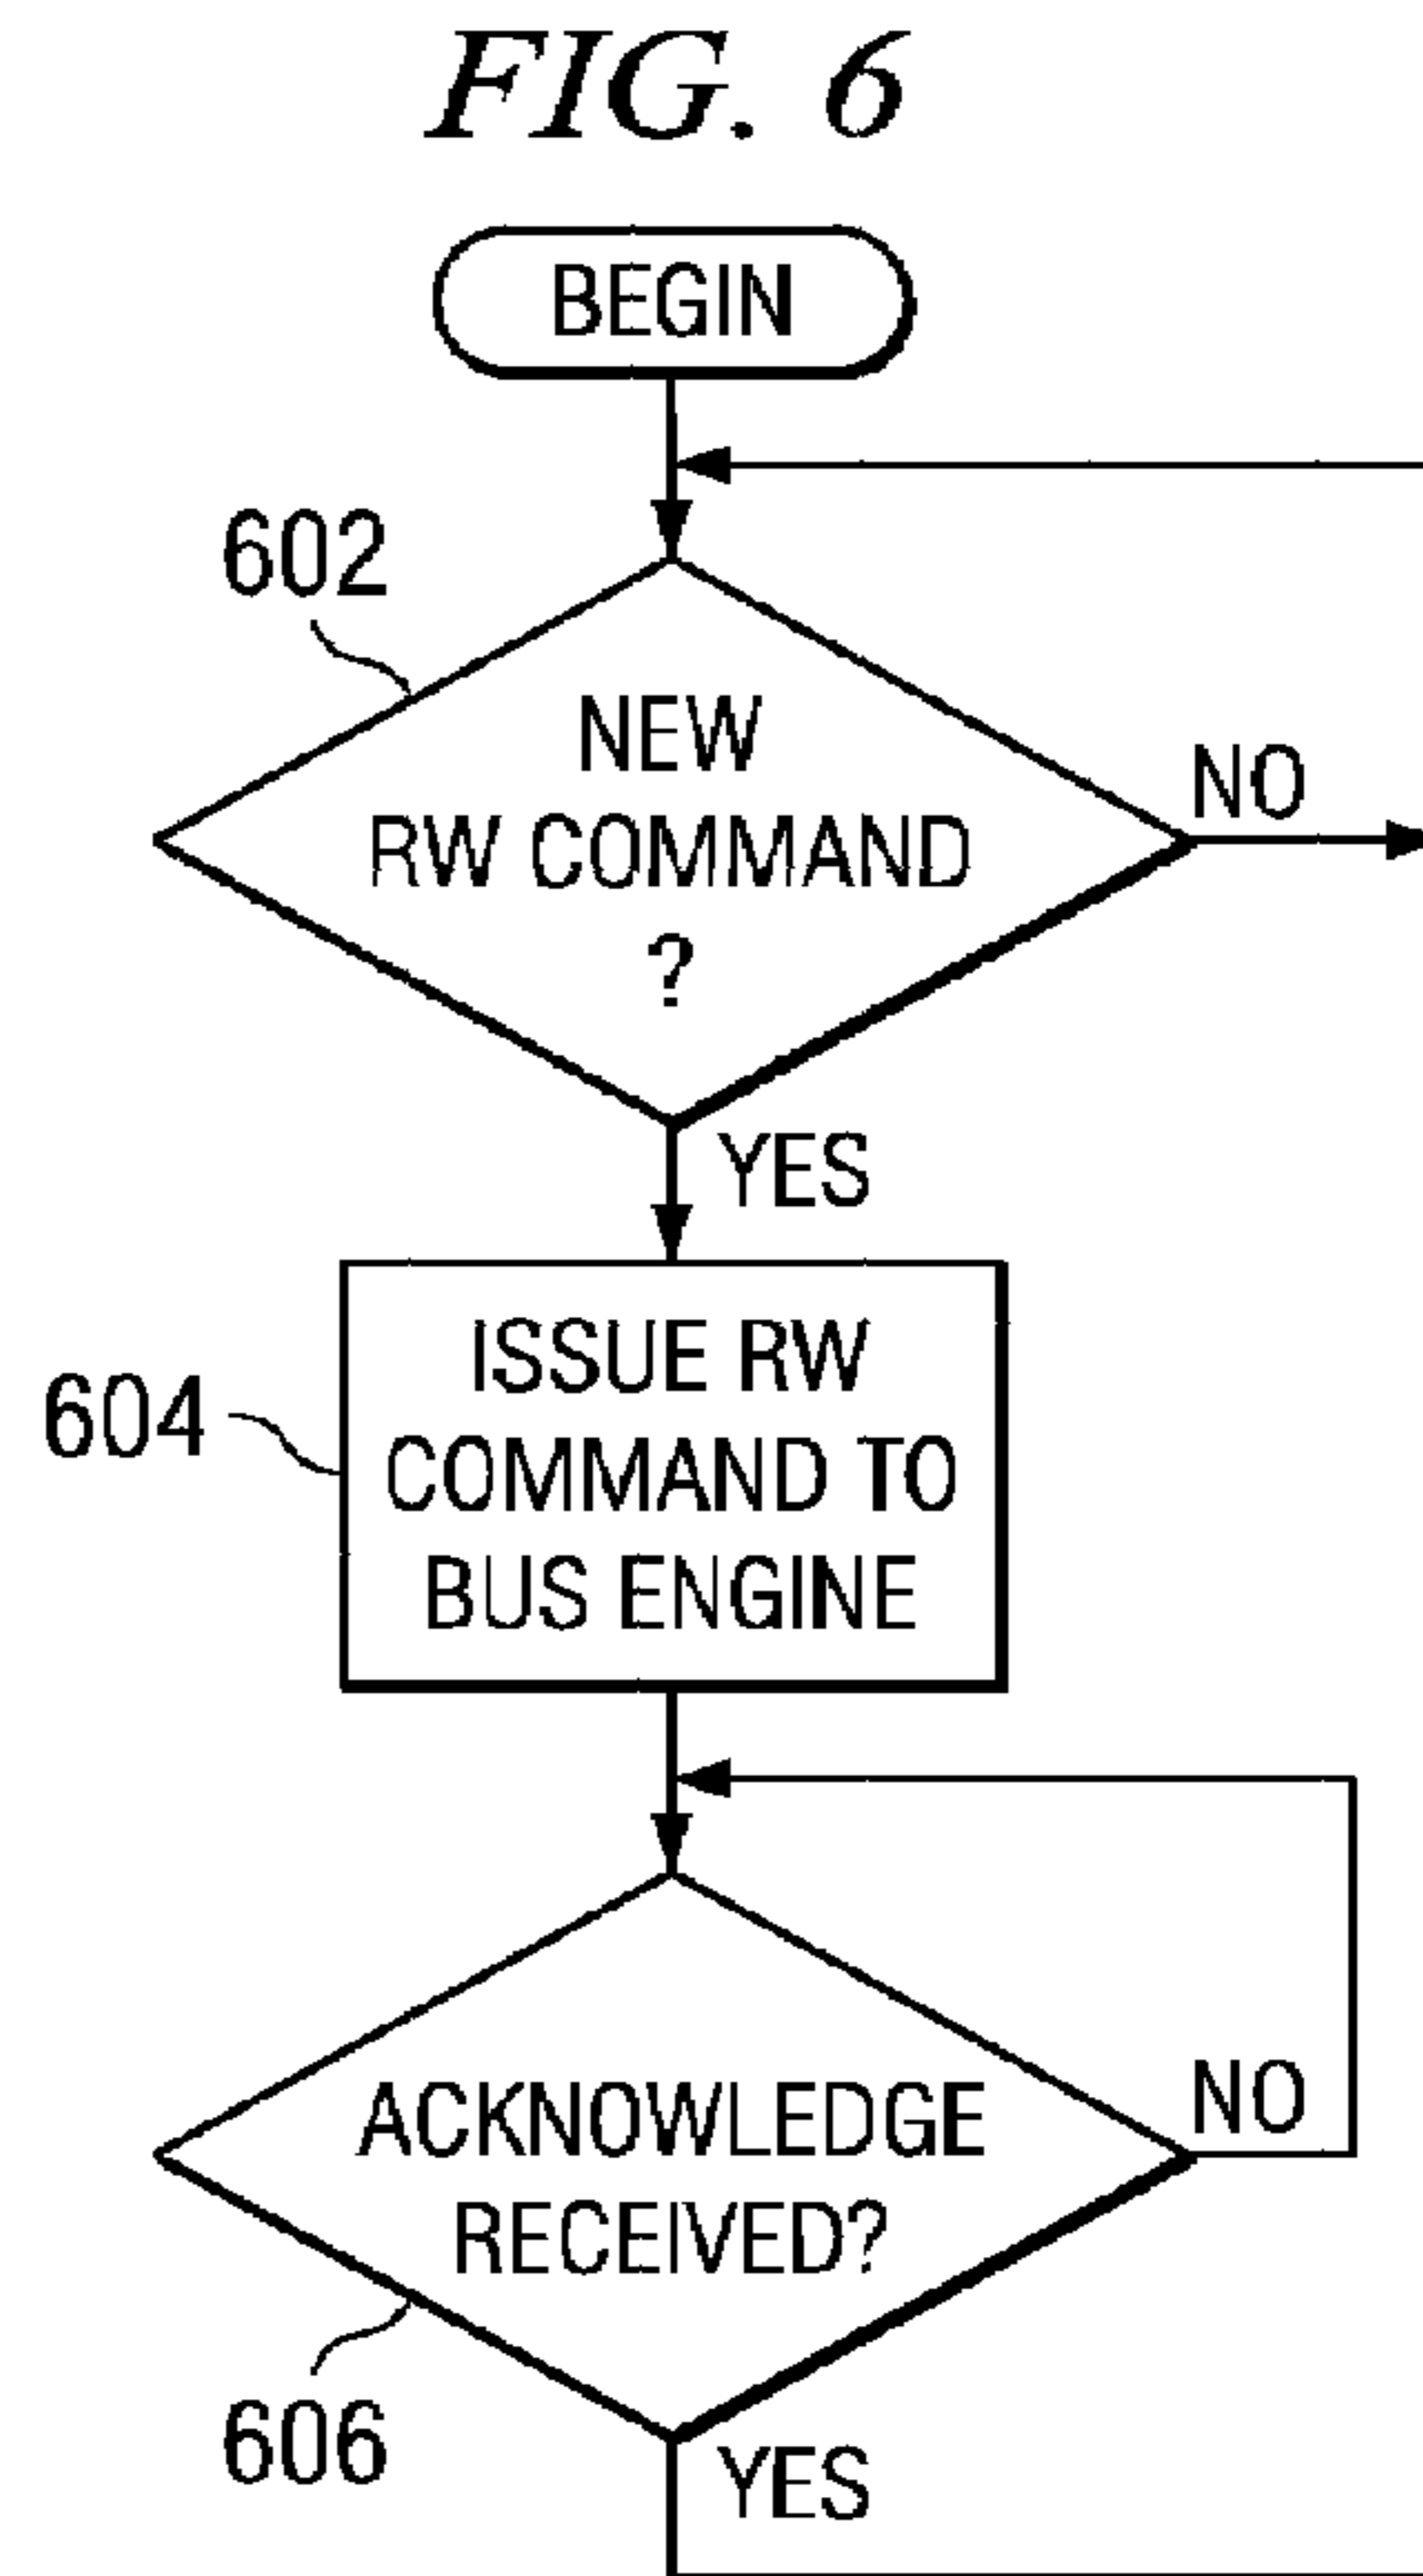 FIG. 6
BEGIN
602
NEW
RW COMMAND
?
NO
YES
604
ISSUE RW
COMMAND TO
BUS ENGINE
ACKNOWLEDGE
RECEIVED?
NO
606
YES